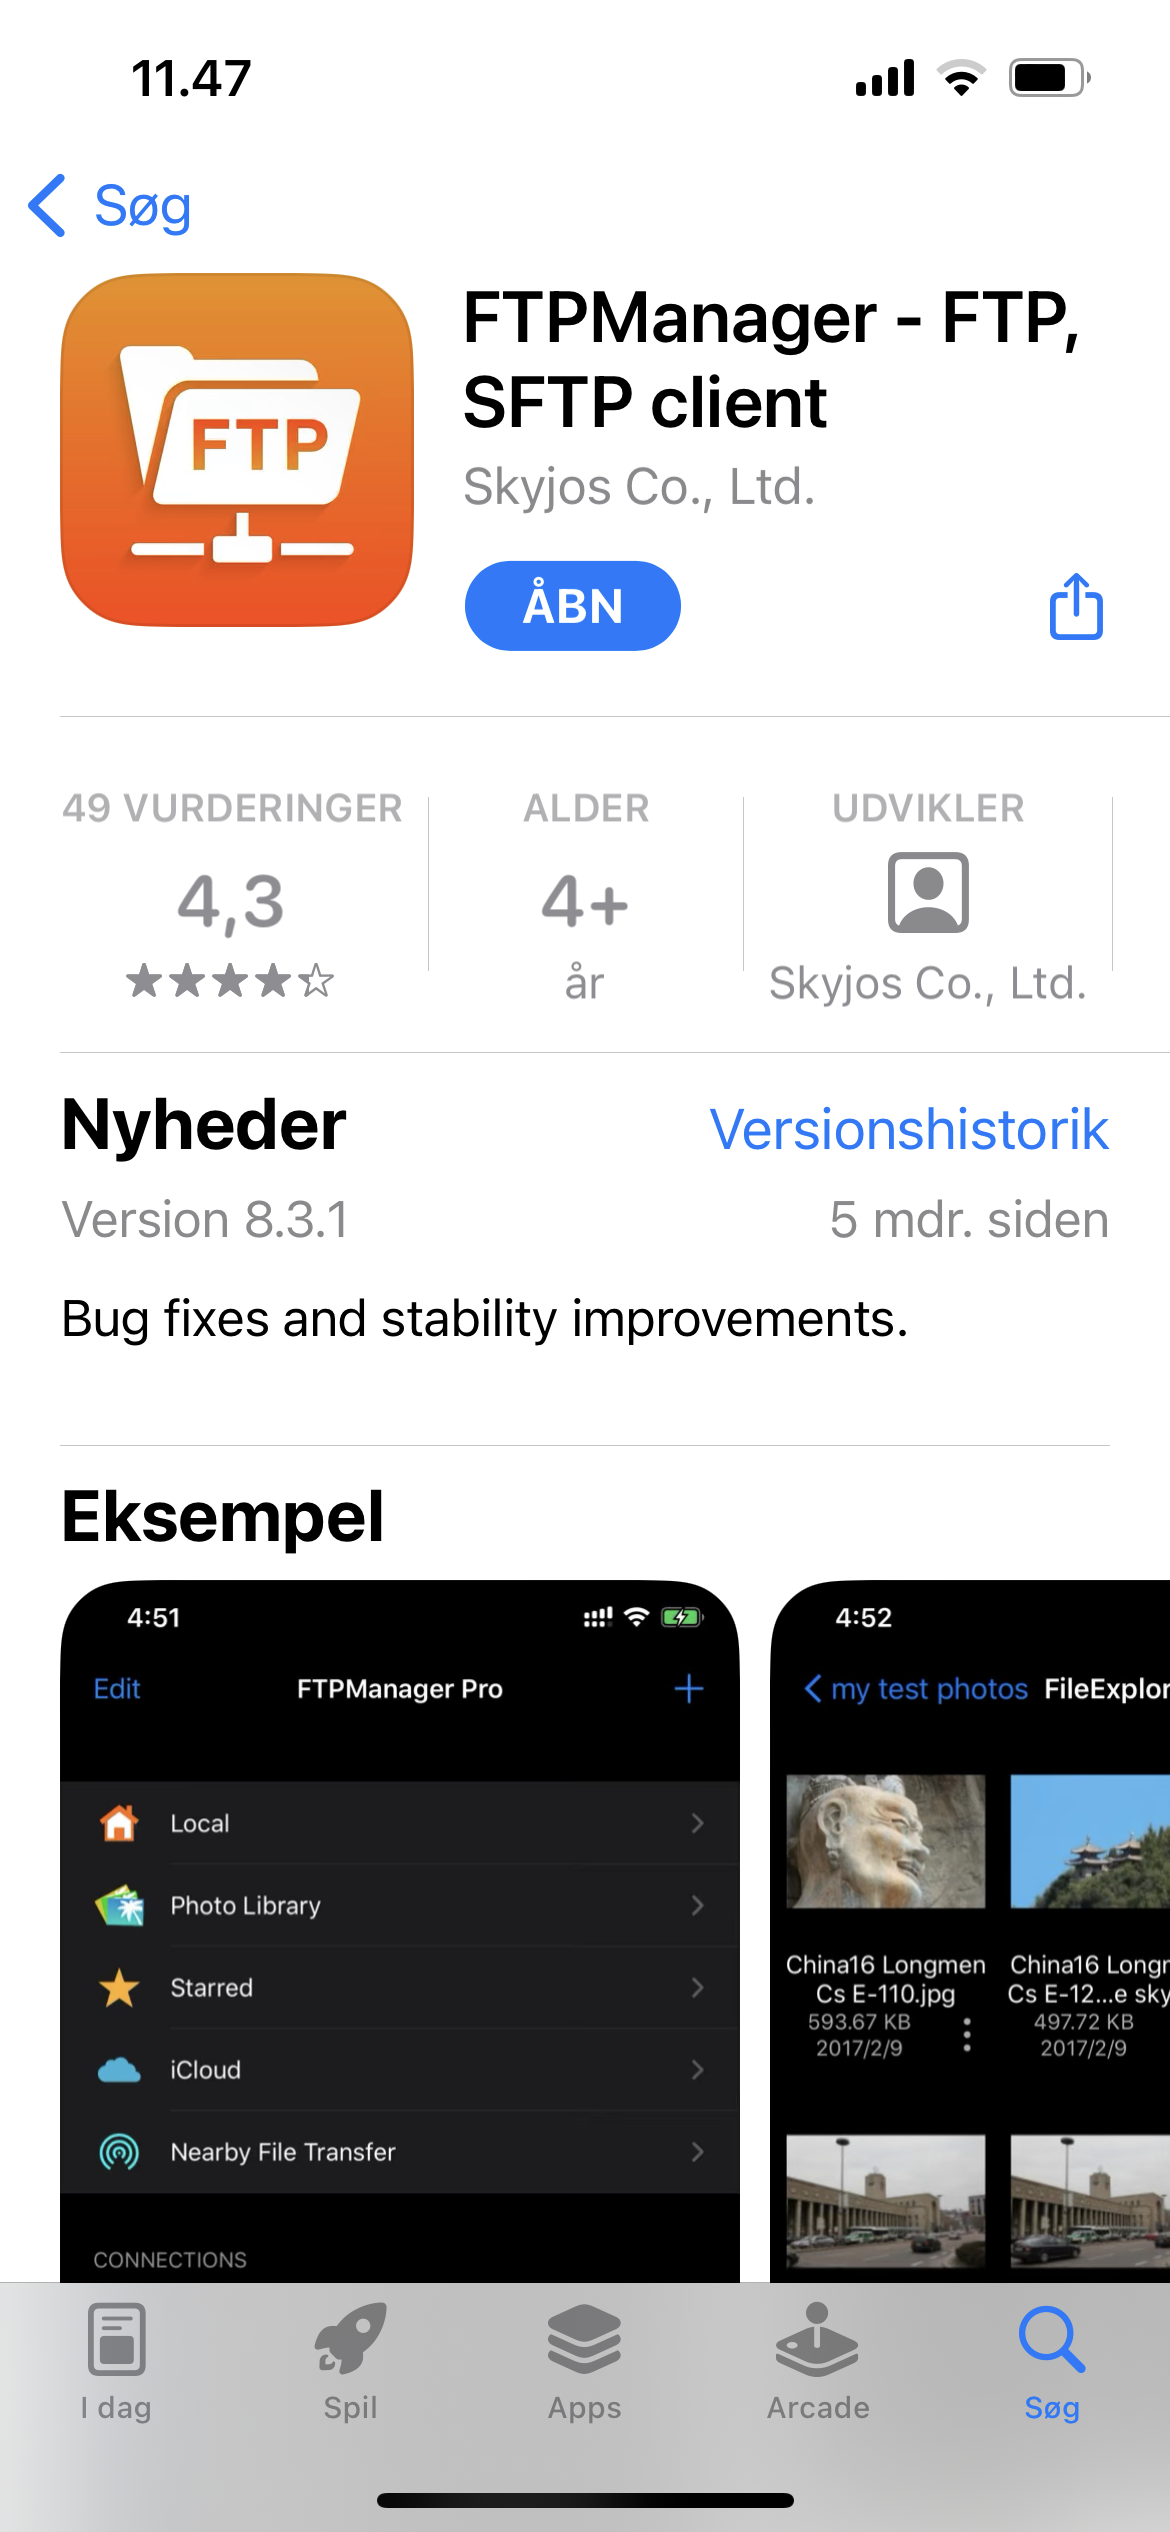 11.47
Søg
FTP
FTPManager - FTP,
SFTP client
Skyjos Co., Ltd.
ÅBN
49 VURDERINGER
4,3
ALDER
4+
år
UDVIKLER
Skyjos Co., Ltd.
Nyheder
Versionshistorik
Version 8.3.1
5 mdr. siden
Bug fixes and stability improvements.
Eksempel
4:51
Edit
FTPManager Pro
Local
Photo Library
Starred
iCloud
Nearby File Transfer
CONNECTIONS
4:52
my test photos
FileExplor
China16 Longmen
Cs E-110.jpg
593.67 KB
2017/2/9
China16 Longr
Cs E-12...e sky
497.72 KB
2017/2/9
I dag
Spil
Apps
Arcade
Søg